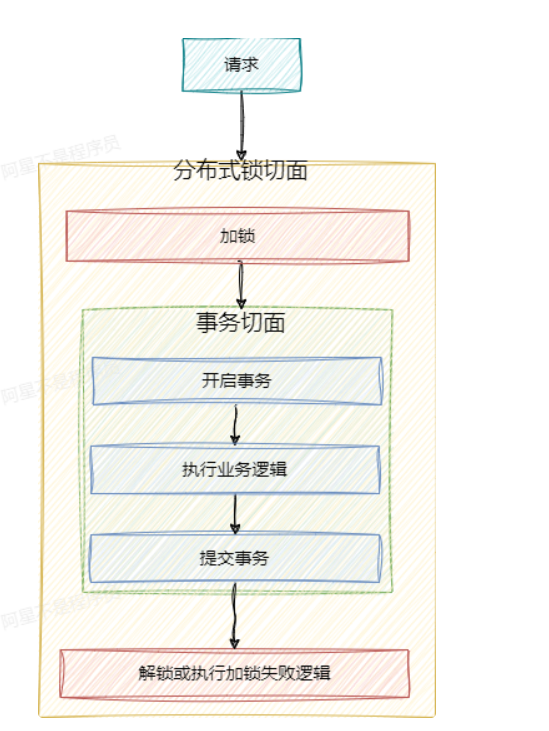 请求
阿星不是程序员
分布式锁切面
加锁
事务切面
阿星不是程序员
开启事务
执行业务逻辑
提交事务
阿星不是程序员
解锁或执行加锁失败逻辑